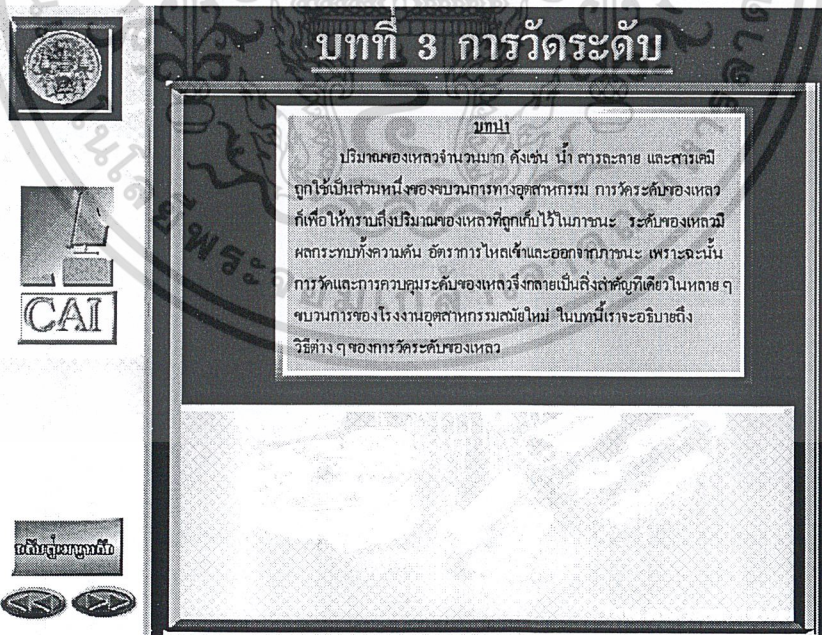 บทที่ 3 การวัดระดับ
บทนำ
ปริมาณของเหลวจำนวนมาก ดังเช่น น้ำ สารละลาย และสารเคมี
ถูกใช้เป็นส่วนหนึ่งของขบวนการทางอุตสาหกรรม การวัดระดับของเหลว
ก็เพื่อให้ทราบถึงปริมาณของเหลวที่ถูกเก็บไว้ในภาชนะ ระดับของเหลวมี
ผลกระทบทั้งความดัน อัตราการไหลเข้าและออกจากภาชนะ เพราะฉะนั้น
การวัดและการควบคุมระดับของเหลวจึงกลายเป็นสิ่งสำคัญทีเดียวในหลาย ๆ
ขบวนการของโรงงานอุตสาหกรรมสมัยใหม่ ในบทนี้เราจะอธิบายถึง
วิธีต่าง ๆ ของการวัดระดับของเหลว
CAI
กลับสู่เมนูหลัก